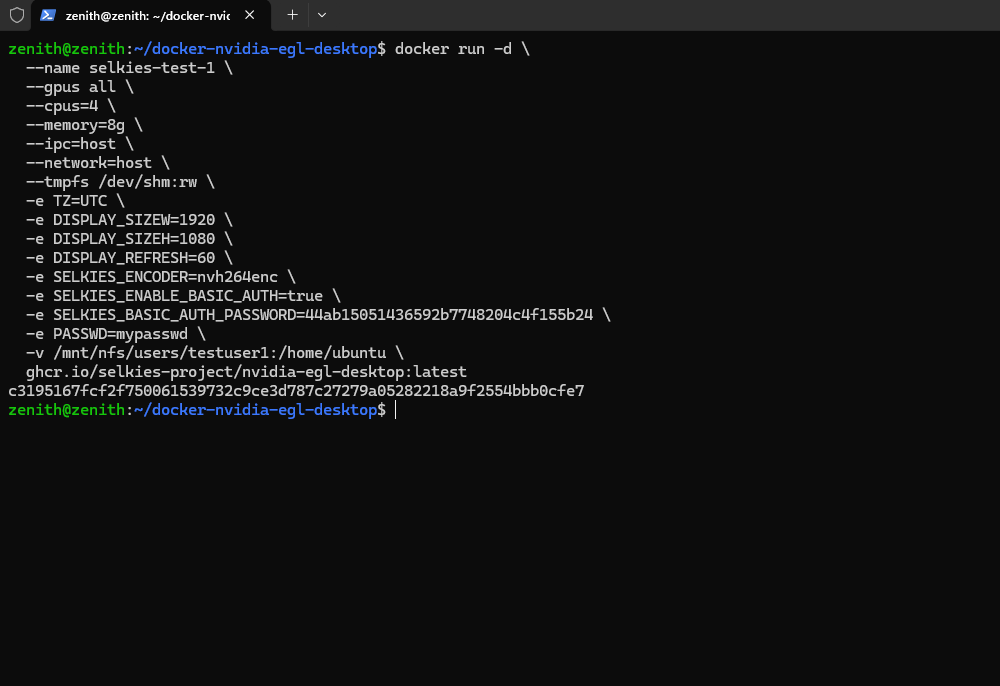 zenith@zenith: ~/docker-nvic
zenith@zenith:~/docker-nvidia-egl-desktop$ docker run -d \
  --name selkies-test-1 \
  --gpus all \
  --cpus=4 \
  --memory=8g \
  --ipc=host \
  --network=host \
  --tmpfs /dev/shm:rw \
  -e TZ=UTC \
  -e DISPLAY_SIZEW=1920 \
  -e DISPLAY_SIZEH=1080 \
  -e DISPLAY_REFRESH=60 \
  -e SELKIES_ENCODER=nvh264enc \
  -e SELKIES_ENABLE_BASIC_AUTH=true \
  -e SELKIES_BASIC_AUTH_PASSWORD=44ab15051436592b7748204c4f155b24 \
  -e PASSWD=mypasswd \
  -v /mnt/nfs/users/testuser1:/home/ubuntu \
  ghcr.io/selkies-project/nvidia-egl-desktop:latest
c3195167fcf2f750061539732c9ce3d787c27279a05282218a9f2554bbb0cfe7
zenith@zenith:~/docker-nvidia-egl-desktop$